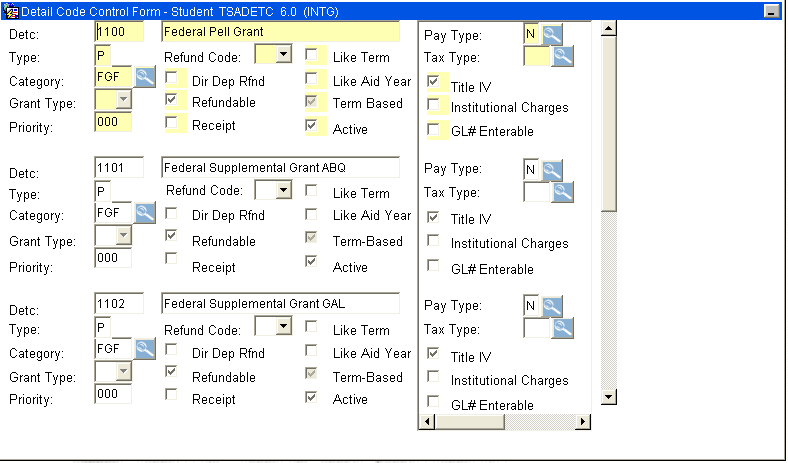 Detail Code Control Form - Student TSADETC 6.0 (INTG)
Detc: 1100 Federal Pell Grant Pay Type: N
Type: P Refund Code: Like Term Tax Type:
Category: FGF Dir Dep Rfnd Like Aid Year Title IV
Grant Type: Refundable Term Based Institutional Charges
Priority: 000 Receipt Active GL# Enterable
Detc: 1101 Federal Supplemental Grant ABQ Pay Type: N
Type: P Refund Code: Like Term Tax Type:
Category: FGF Dir Dep Rfnd Like Aid Year Title IV
Grant Type: Refundable Term-Based Institutional Charges
Priority: 000 Receipt Active GL# Enterable
Detc: 1102 Federal Supplemental Grant GAL Pay Type: N
Type: P Refund Code: Like Term Tax Type:
Category: FGF Dir Dep Rfnd Like Aid Year Title IV
Grant Type: Refundable Term-Based Institutional Charges
Priority: 000 Receipt Active GL# Enterable